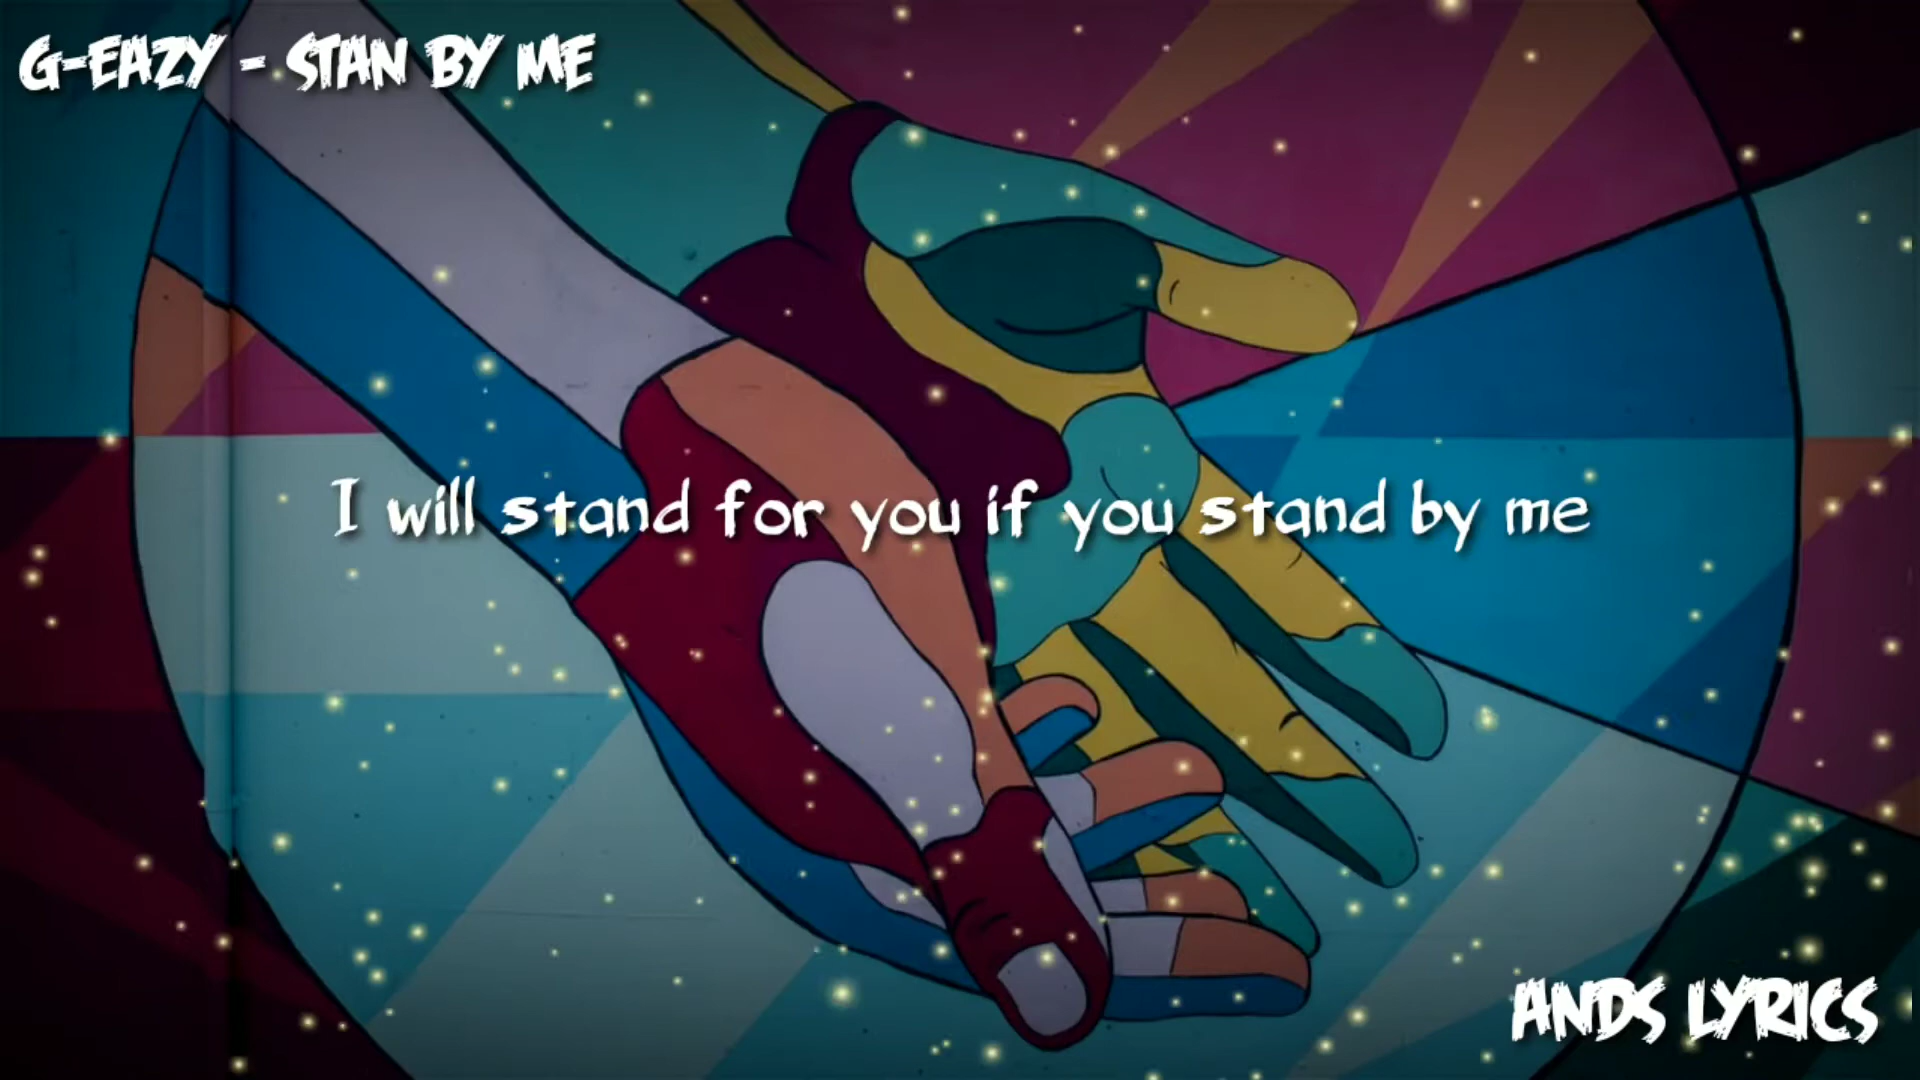 G-EAZY - STAN BY ME
I will stand for you if you stand by me
ANDS LYRICS